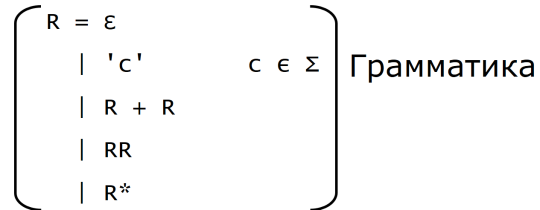 R = ε
| 'c' c ϵ Σ
Грамматика
| R + R
| RR
| R*